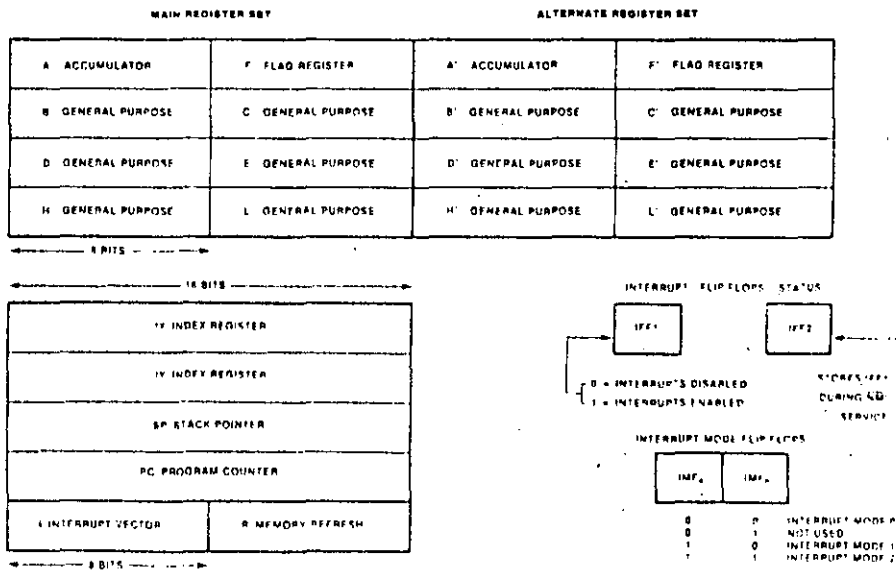 MAIN REGISTER SET
ALTERNATE REGISTER SET
A ACCUMULATOR
F FLAG REGISTER
A' ACCUMULATOR
F' FLAG REGISTER
B GENERAL PURPOSE
C GENERAL PURPOSE
B' GENERAL PURPOSE
C' GENERAL PURPOSE
D GENERAL PURPOSE
E GENERAL PURPOSE
D' GENERAL PURPOSE
E' GENERAL PURPOSE
H GENERAL PURPOSE
L GENERAL PURPOSE
H' GENERAL PURPOSE
L' GENERAL PURPOSE
8 BITS
16 BITS
INDEX REGISTER
IY INDEX REGISTER
SP STACK POINTER
PC PROGRAM COUNTER
I INTERRUPT VECTOR
R MEMORY REFRESH
8 BITS
INTERRUPT FLIP FLOPS STATUS
IFF1
IFF2
0 = INTERRUPTS DISABLED
1 = INTERRUPTS ENABLED
STORES IFF1
DURING
SERVICE
INTERRUPT MODE FLIP FLOPS
IMFa
0 0 INTERRUPT MODE 0
0 1 NOT USED
1 0 INTERRUPT MODE 1
1 1 INTERRUPT MODE 2